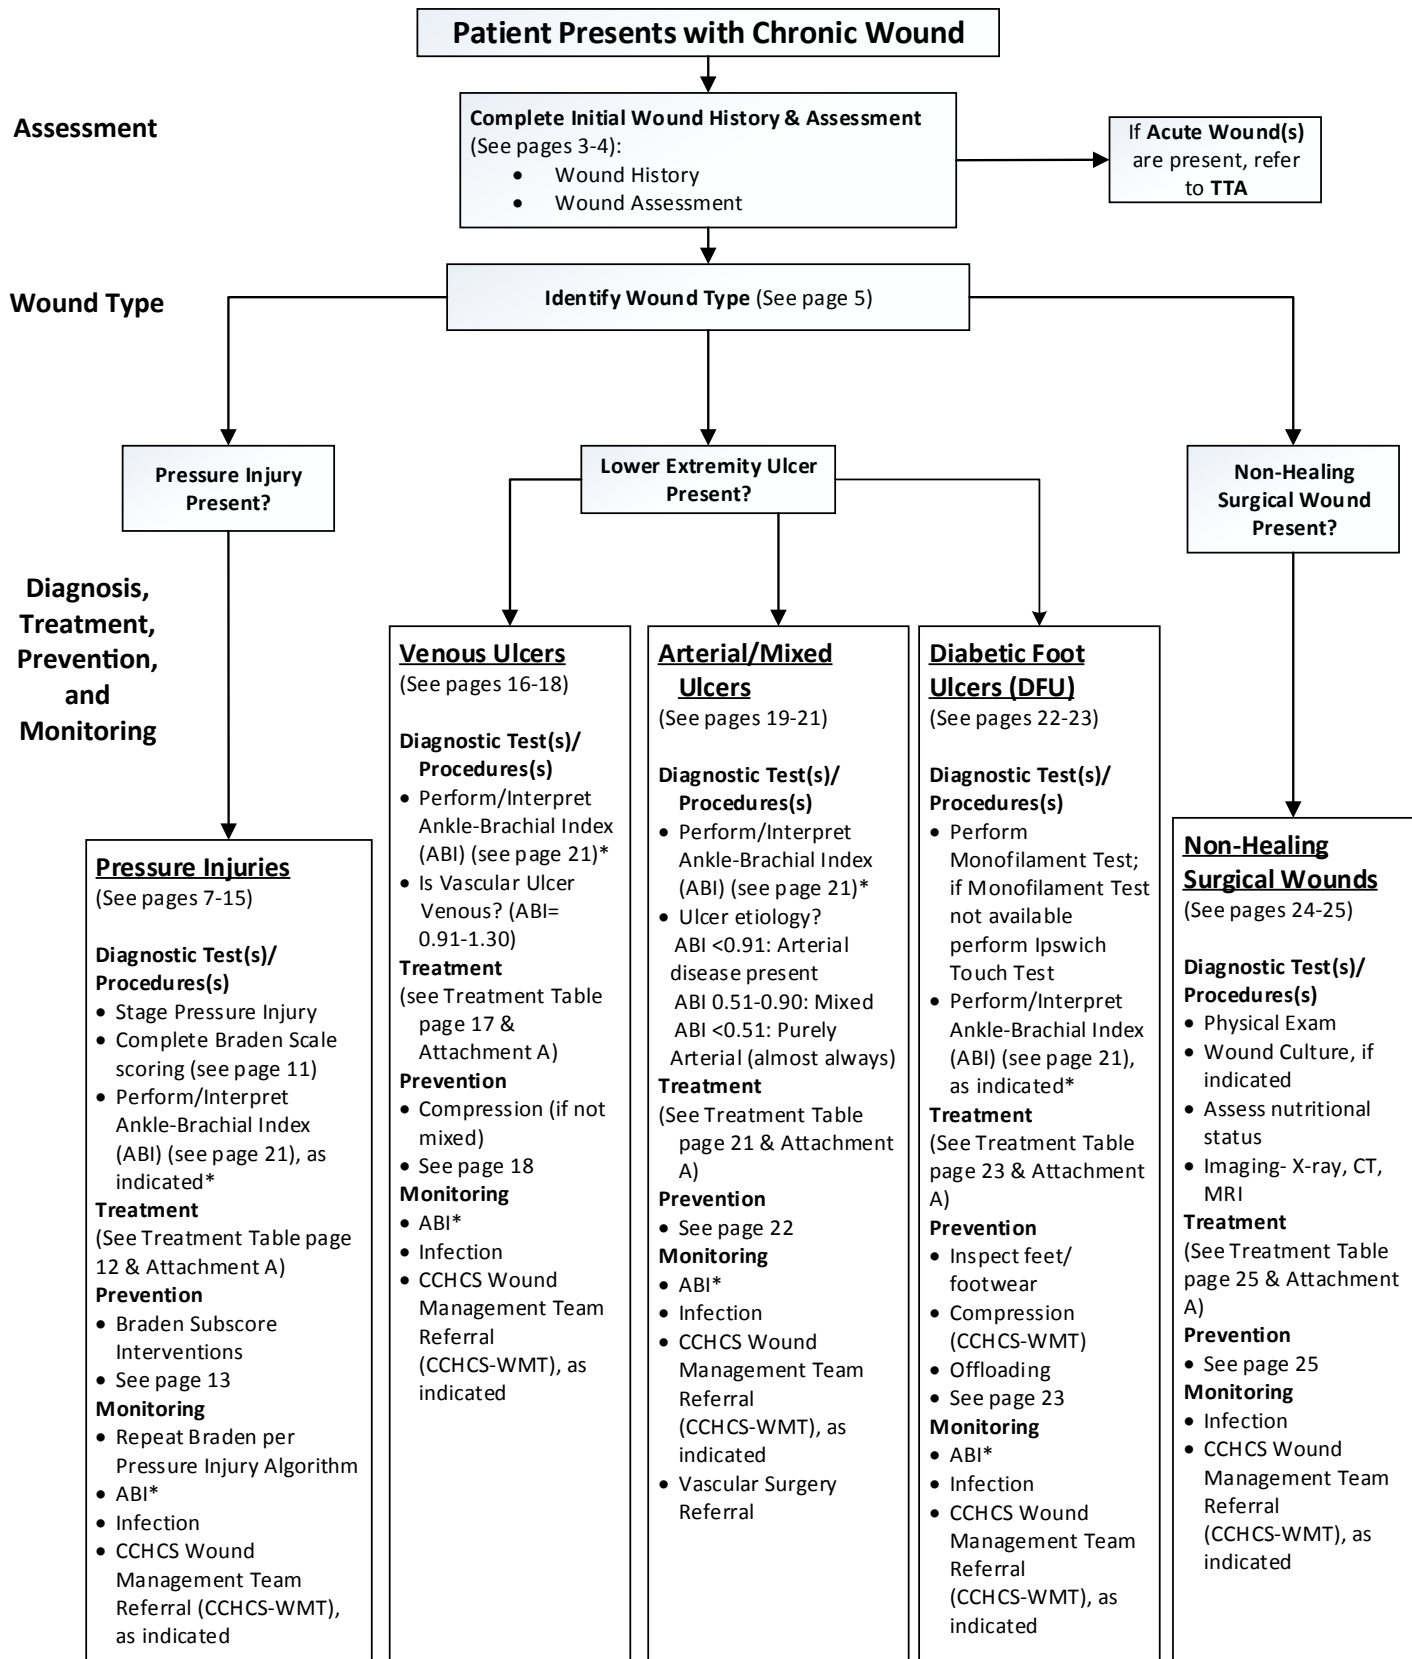 Patient Presents with Chronic Wound
Assessment
Complete Initial Wound History & Assessment
(See pages 3-4):
• Wound History
• Wound Assessment
If Acute Wound(s)
are present, refer
to TTA
Wound Type
Identify Wound Type (See page 5)
Pressure Injury
Present?
Lower Extremity Ulcer
Present?
Non-Healing
Surgical Wound
Present?
Diagnosis,
Treatment,
Prevention,
and
Monitoring
Pressure Injuries
(See pages 7-15)
Diagnostic Test(s)/
Procedures(s)
• Stage Pressure Injury
• Complete Braden Scale
scoring (see page 11)
• Perform/Interpret
Ankle-Brachial Index
(ABI) (see page 21), as
indicated*
Treatment
(See Treatment Table page
12 & Attachment A)
Prevention
• Braden Subscore
Interventions
• See page 13
Monitoring
• Repeat Braden per
Pressure Injury Algorithm
• ABI*
• Infection
• CCHCS Wound
Management Team
Referral (CCHCS-WMT),
as indicated
Venous Ulcers
(See pages 16-18)
Diagnostic Test(s)/
Procedures(s)
• Perform/Interpret
Ankle-Brachial Index
(ABI) (see page 21)*
• Is Vascular Ulcer
Venous? (ABI=
0.91-1.30)
Treatment
(see Treatment Table
page 17 &
Attachment A)
Prevention
• Compression (if not
mixed)
• See page 18
Monitoring
• ABI*
• Infection
• CCHCS Wound
Management Team
Referral
(CCHCS-WMT), as
indicated
Arterial/Mixed
Ulcers
(See pages 19-21)
Diagnostic Test(s)/
Procedures(s)
• Perform/Interpret
Ankle-Brachial Index
(ABI) (see page 21)*
• Ulcer etiology?
ABI <0.91: Arterial
disease present
ABI 0.51-0.90: Mixed
ABI <0.51: Purely
Arterial (almost always)
Treatment
(See Treatment Table
page 21 & Attachment
A)
Prevention
• See page 22
Monitoring
• ABI*
• Infection
• CCHCS Wound
Management Team
Referral
(CCHCS-WMT), as
indicated
• Vascular Surgery
Referral
Diabetic Foot
Ulcers (DFU)
(See pages 22-23)
Diagnostic Test(s)/
Procedures(s)
• Perform
Monofilament Test;
if Monofilament Test
not available
perform Ipswich
Touch Test
• Perform/Interpret
Ankle-Brachial Index
(ABI) (see page 21),
as indicated*
Treatment
(See Treatment Table
page 23 & Attachment
A)
Prevention
• Inspect feet/
footwear
• Compression
(CCHCS-WMT)
• Offloading
• See page 23
Monitoring
• ABI*
• Infection
• CCHCS Wound
Management Team
Referral
(CCHCS-WMT), as
indicated
Non-Healing
Surgical Wounds
(See pages 24-25)
Diagnostic Test(s)/
Procedures(s)
• Physical Exam
• Wound Culture, if
indicated
• Assess nutritional
status
• Imaging- X-ray, CT,
MRI
Treatment
(See Treatment Table
page 25 & Attachment
A)
Prevention
• See page 25
Monitoring
• Infection
• CCHCS Wound
Management Team
Referral
(CCHCS-WMT), as
indicated